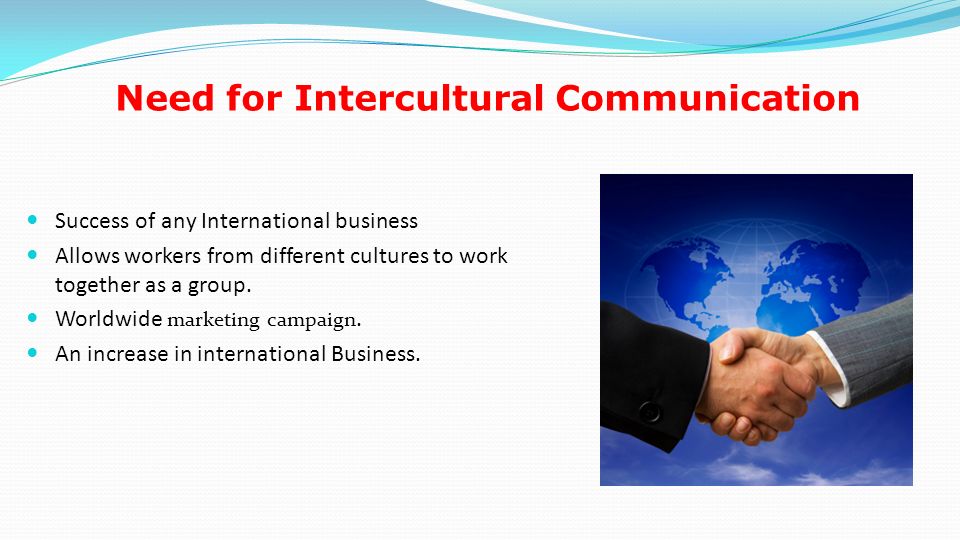 Need for Intercultural Communication
Success of any International business
Allows workers from different cultures to work
together as a group.
Worldwide marketing campaign.
An increase in international Business.